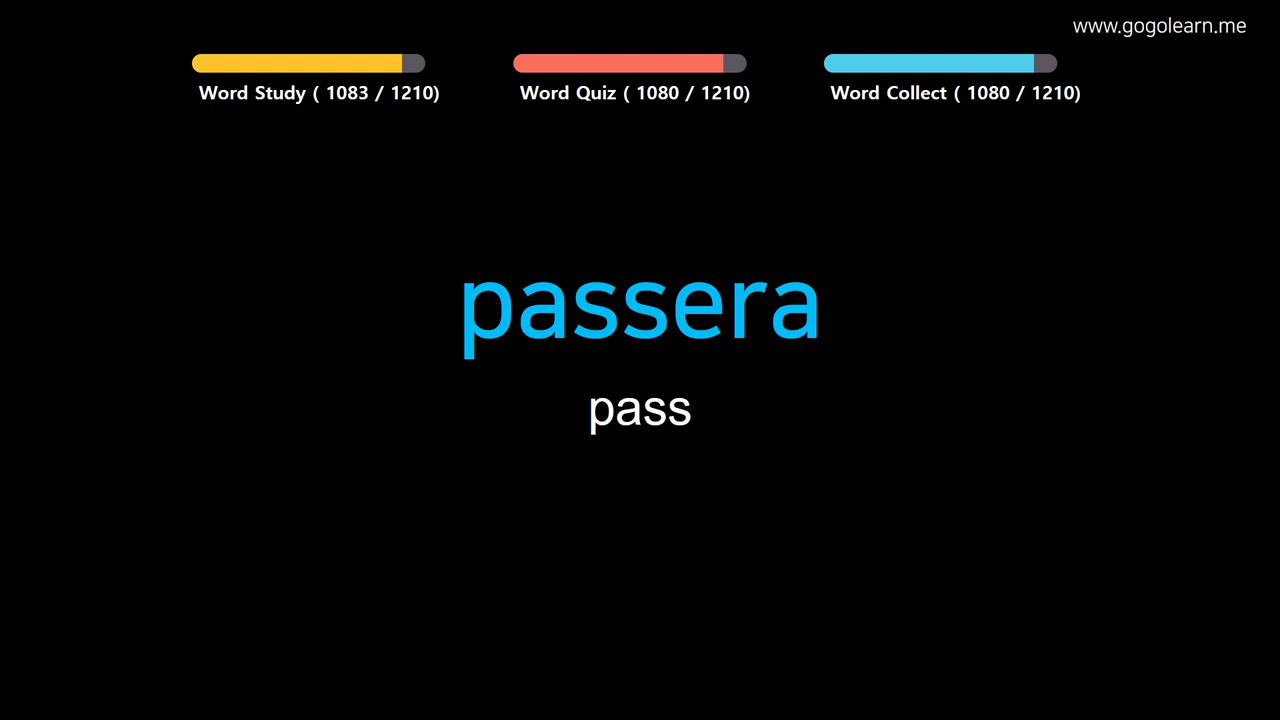 www.gogolearn.me
Word Study ( 1083 / 1210)
Word Quiz ( 1080 / 1210)
Word Collect ( 1080 / 1210)
passera
pass